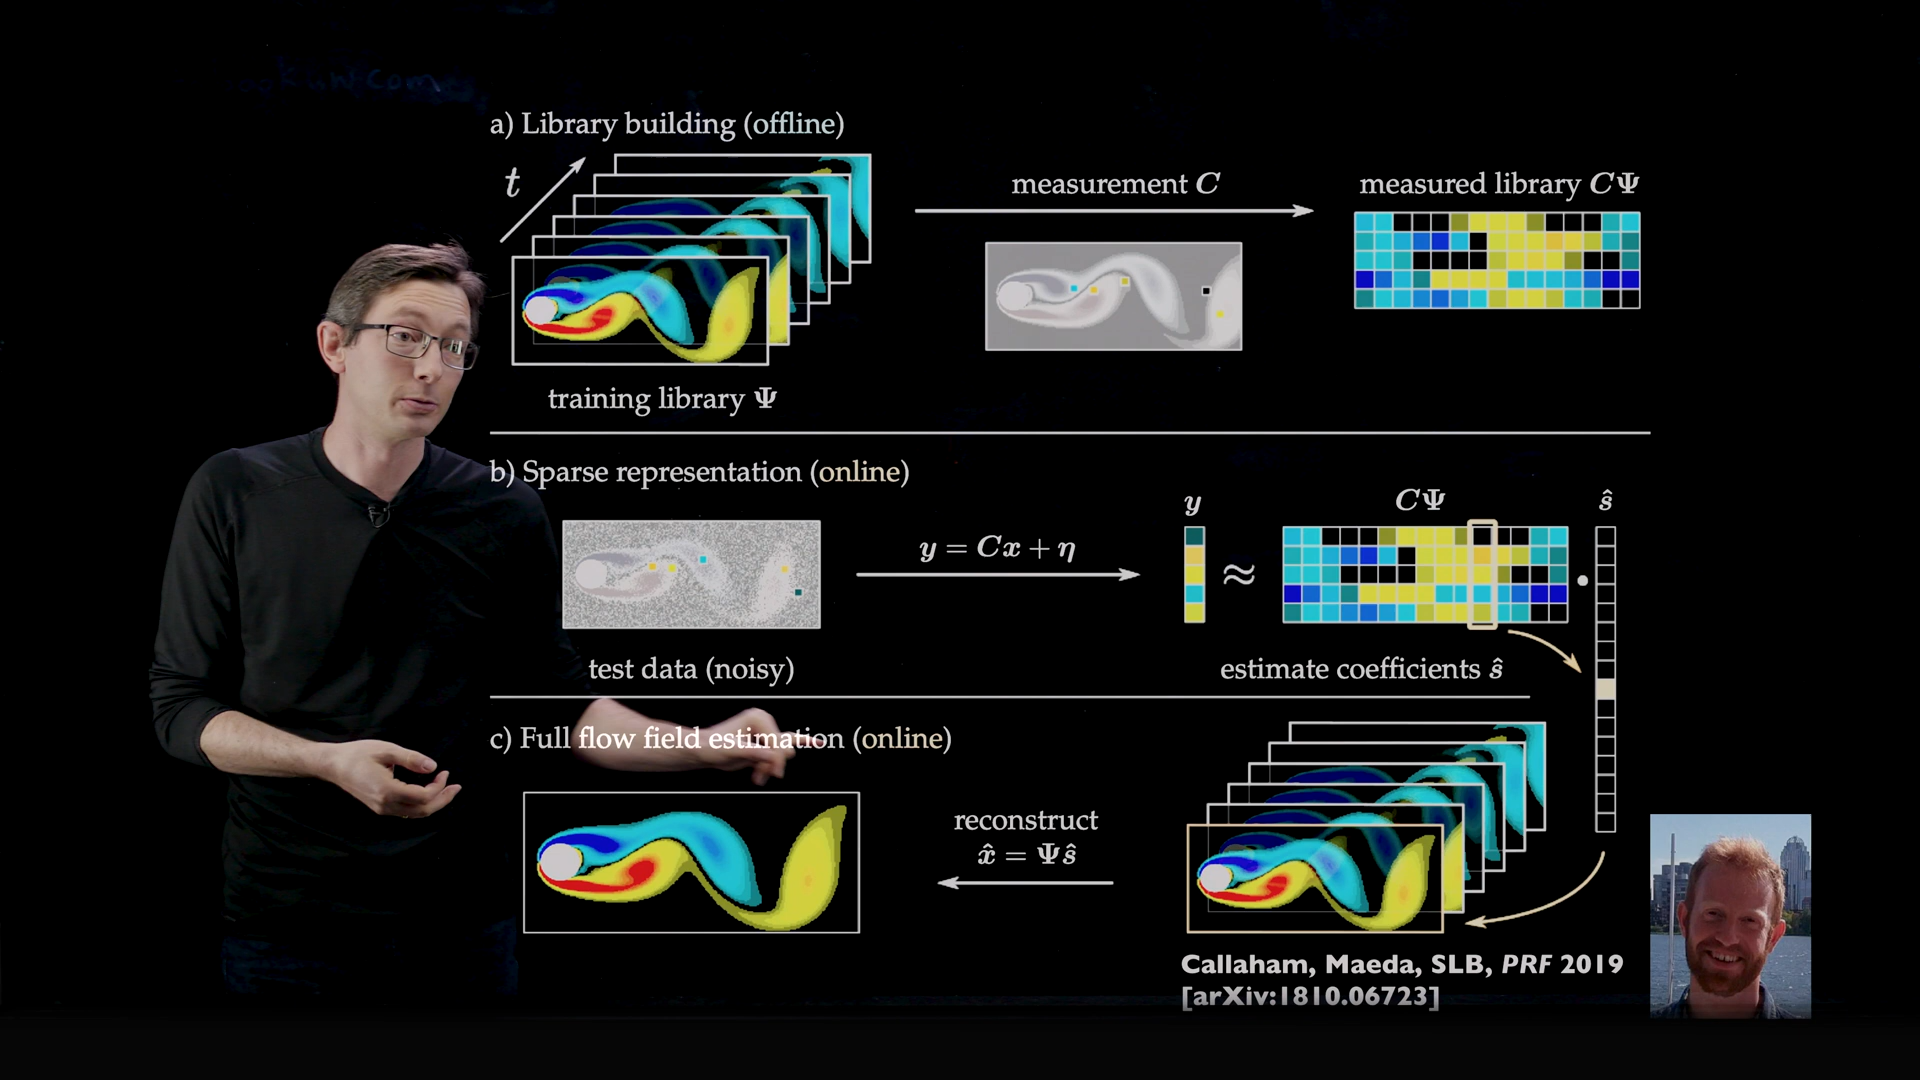 a) Library building (offline)
t
measurement C
measured library CΨ
training library Ψ
b) Sparse representation (online)
y
CΨ
ŝ
y = Cx + η
≈
test data (noisy)
estimate coefficients ŝ
c) Full flow field estimation (online)
reconstruct
x̂ = Ψŝ
Callaham, Maeda, SLB, PRF 2019
[arXiv:1810.06723]